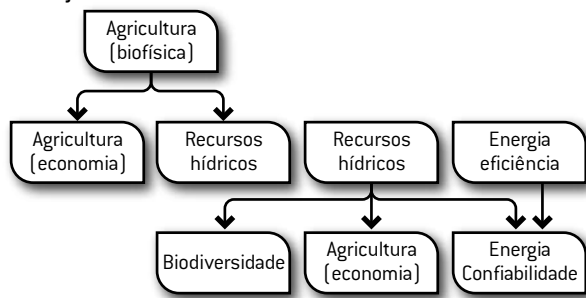 Agricultura
(biofísica)
Agricultura
(economia)
Recursos
hídricos
Recursos
hídricos
Energia
eficiência
Biodiversidade
Agricultura
(economia)
Energia
Confiabilidade